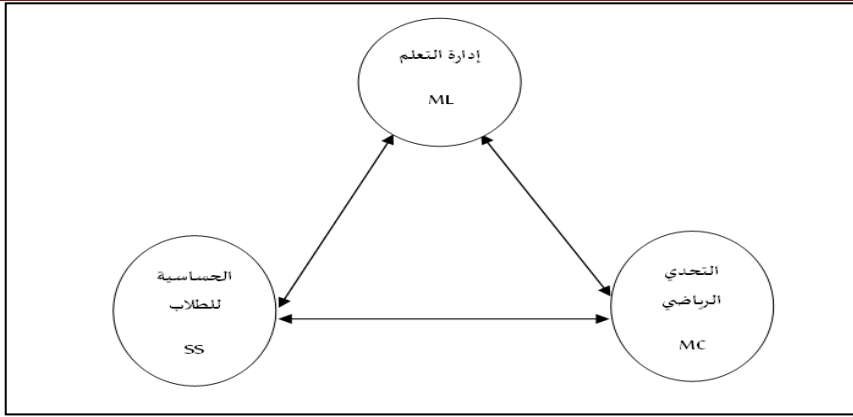 إدارة التعلم
ML
الحساسية
للطلاب
SS
التحدي
الرياضي
MC